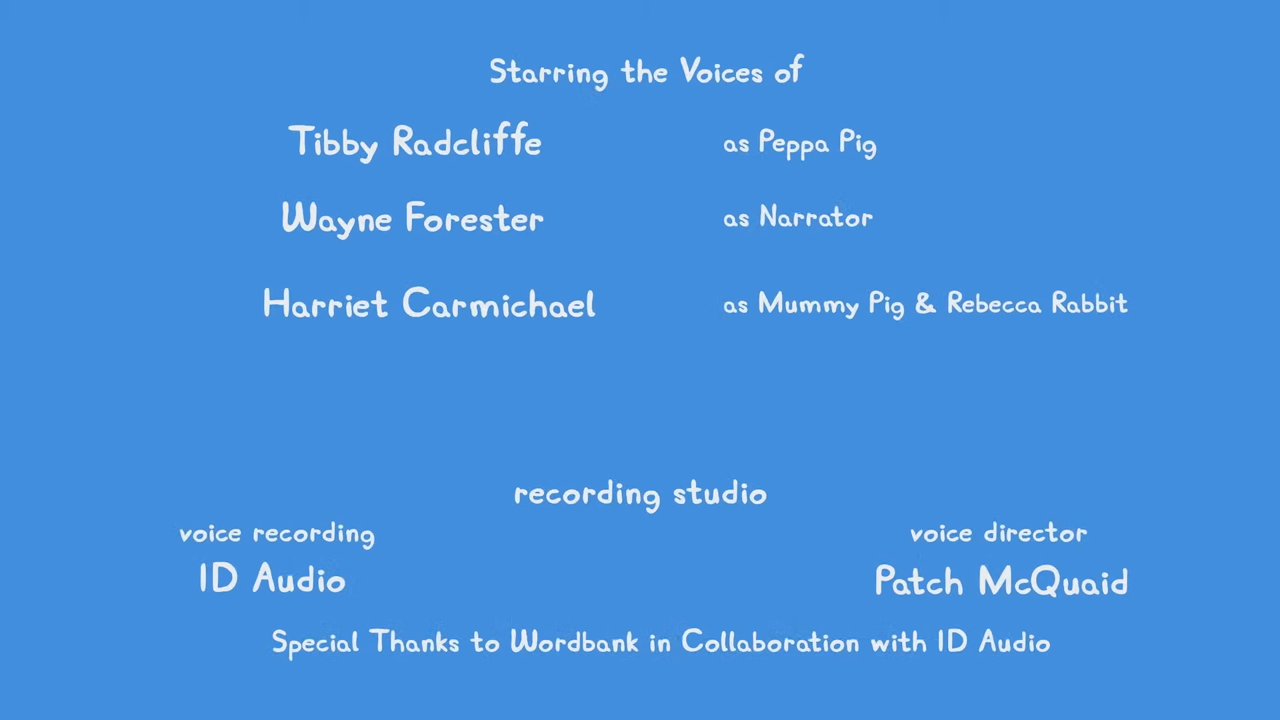 Starring the Voices of
Tibby Radcliffe as Peppa Pig
Wayne Forester as Narrator
Harriet Carmichael as Mummy Pig & Rebecca Rabbit
recording studio
voice recording voice director
ID Audio Patch McQuaid
Special Thanks to Wordbank in Collaboration with ID Audio